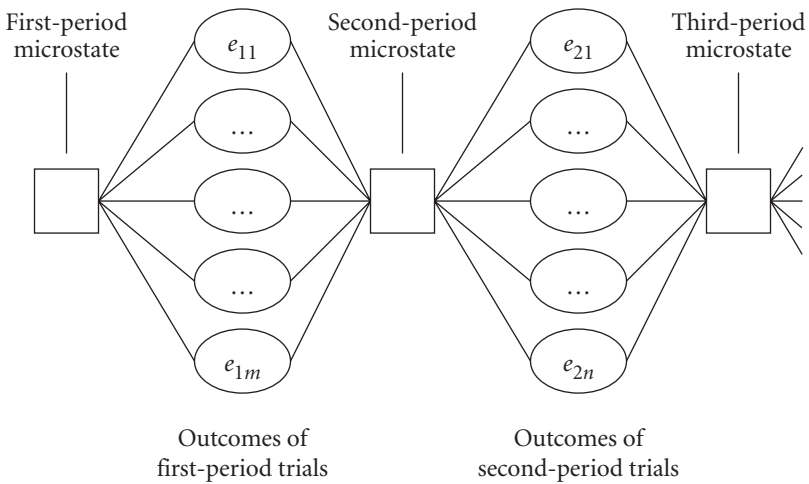 First-period
microstate
e11
Second-period
microstate
e21
Third-period
microstate
...
...
...
...
...
...
e1m
e2n
Outcomes of
first-period trials
Outcomes of
second-period trials